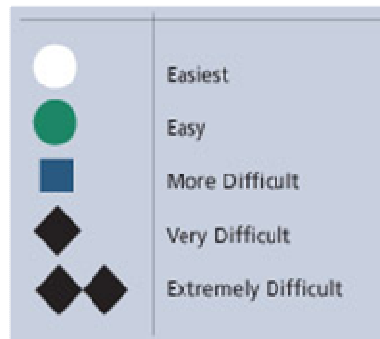 Easiest
Easy
More Difficult
Very Difficult
Extremely Difficult